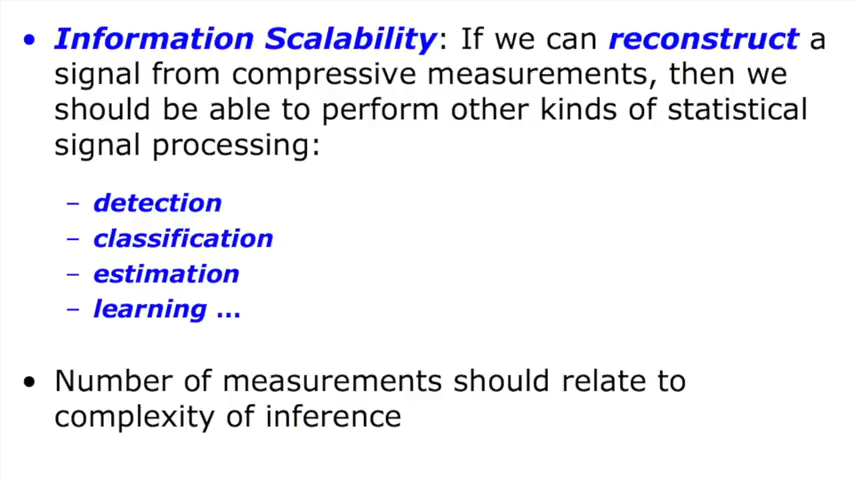 • Information Scalability: If we can reconstruct a
signal from compressive measurements, then we
should be able to perform other kinds of statistical
signal processing:
– detection
– classification
– estimation
– learning ...
• Number of measurements should relate to
complexity of inference